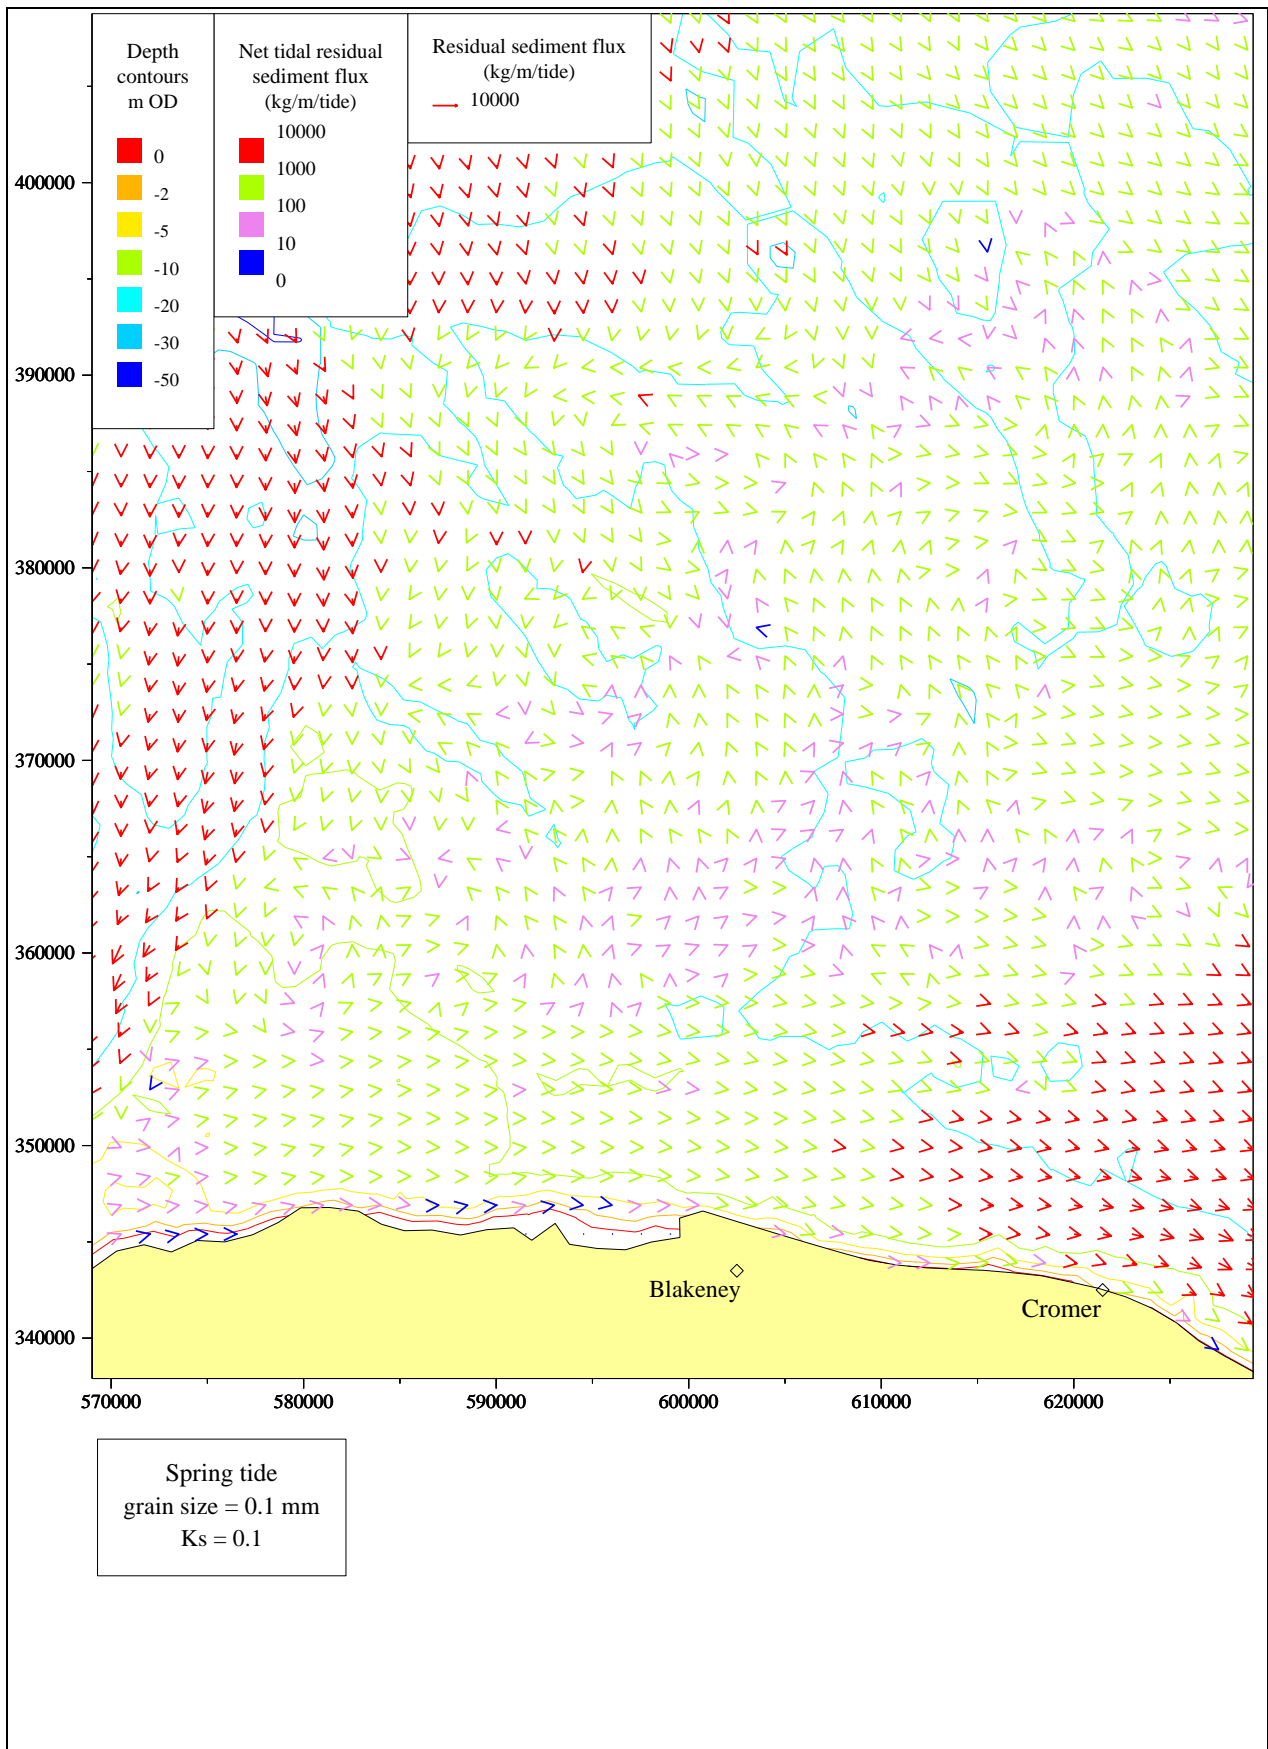 Depth
contours
m OD
0
-2
-5
-10
-20
-30
-50
Net tidal residual
sediment flux
(kg/m/tide)
10000
1000
100
10
0
Residual sediment flux
(kg/m/tide)
10000
400000
390000
380000
370000
360000
350000
340000
Blakeney
Cromer
570000 580000 590000 600000 610000 620000
Spring tide
grain size = 0.1 mm
Ks = 0.1